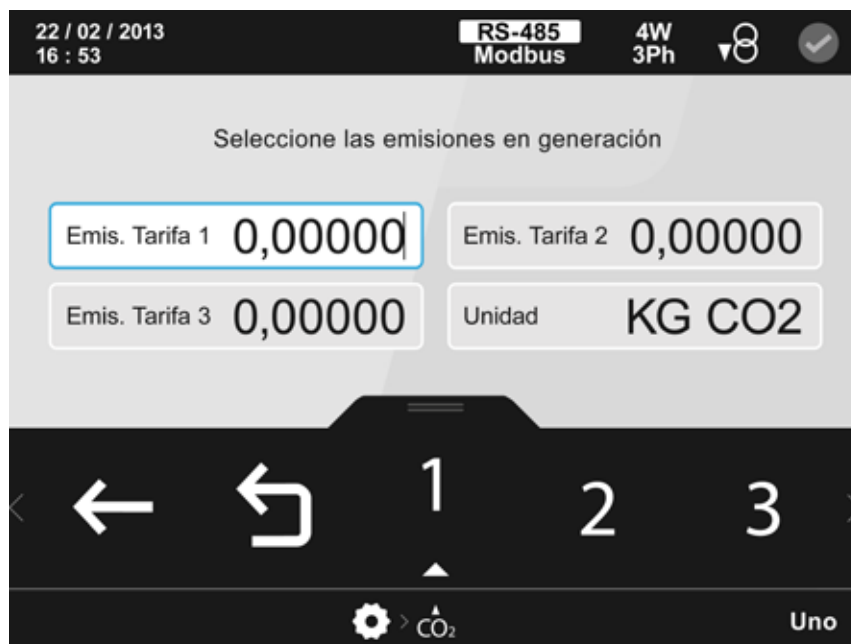 22 / 02 / 2013
16 : 53
RS-485
Modbus
4W
3Ph
Seleccione las emisiones en generación
Emis. Tarifa 1 0,00000
Emis. Tarifa 2 0,00000
Emis. Tarifa 3 0,00000
Unidad KG CO2
1 2 3
CO₂
Uno